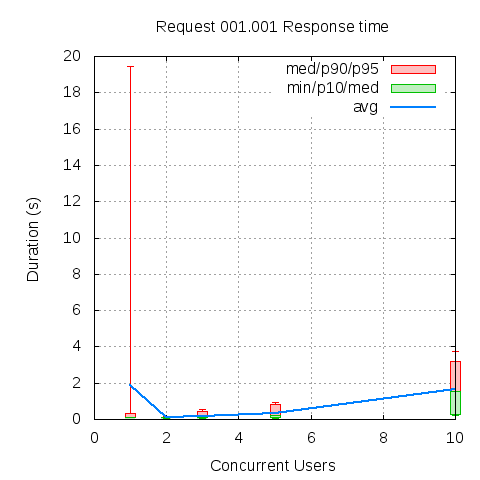 Request 001.001 Response time
med/p90/p95
min/p10/med
avg
20
18
16
14
12
10
8
6
4
2
0
Duration (s)
0 2 4 6 8 10
Concurrent Users